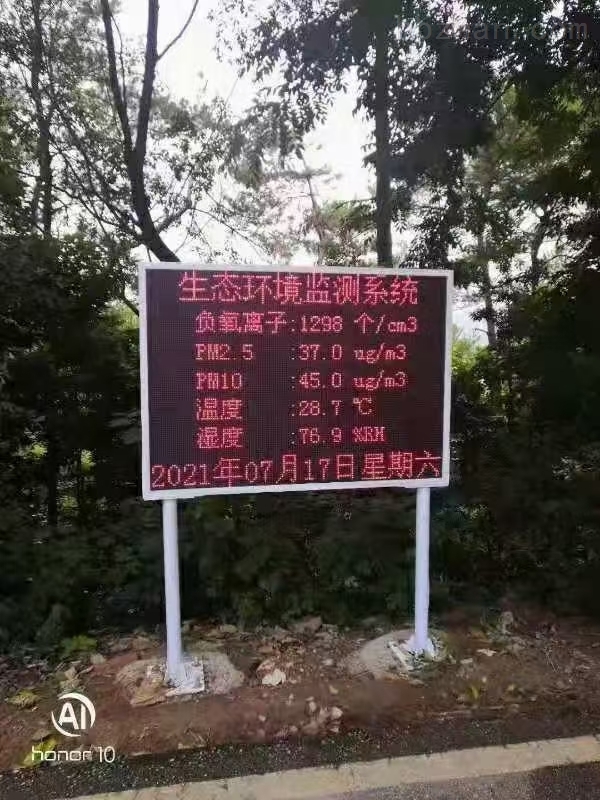 生态环境监测系统
负氧离子:1298 个/cm3
PM2.5 :37.0 ug/m3
PM10 :45.0 ug/m3
温度 :28.7 ℃
湿度 :76.9 %RH
2021年07月17日星期六
AI
honor 10